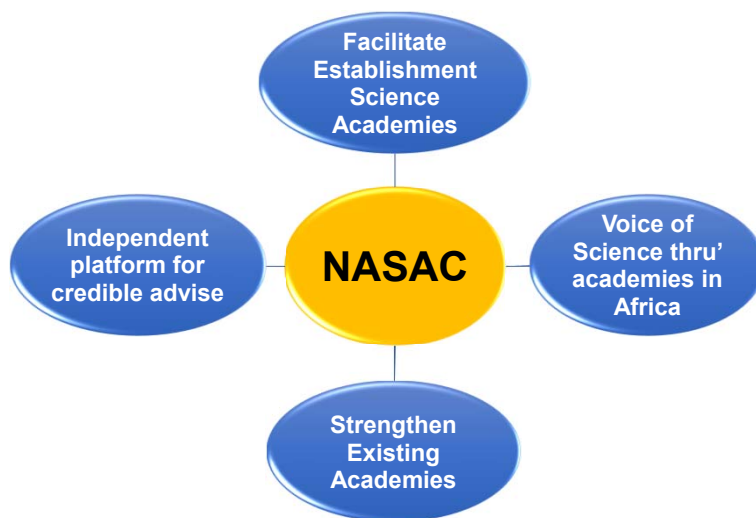 Facilitate
Establishment
Science
Academies
Independent
platform for
credible advise
NASAC
Voice of
Science thru'
academies in
Africa
Strengthen
Existing
Academies